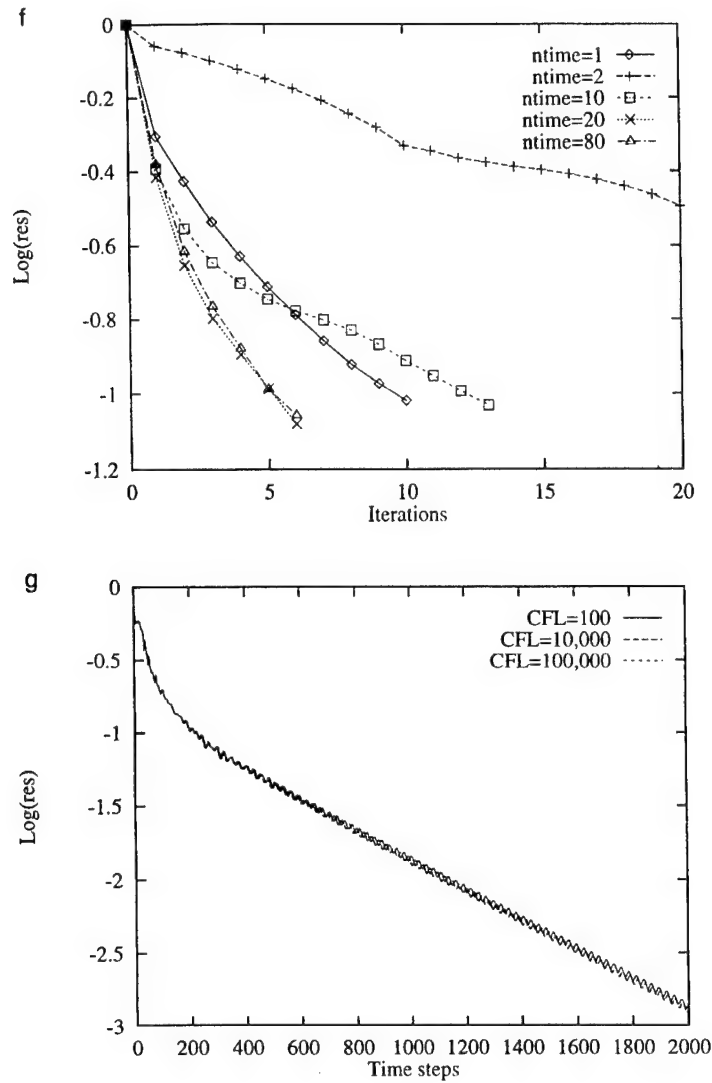 f
0
-0.2
-0.4
-0.6
-0.8
-1
-1.2
Log(res)
ntime=1
ntime=2
ntime=10
ntime=20
ntime=80
0
5
10
15
20
Iterations
g
0
-0.5
-1
-1.5
-2
-2.5
-3
Log(res)
CFL=100
CFL=10,000
CFL=100,000
0
200
400
600
800
1000
1200
1400
1600
1800
2000
Time steps